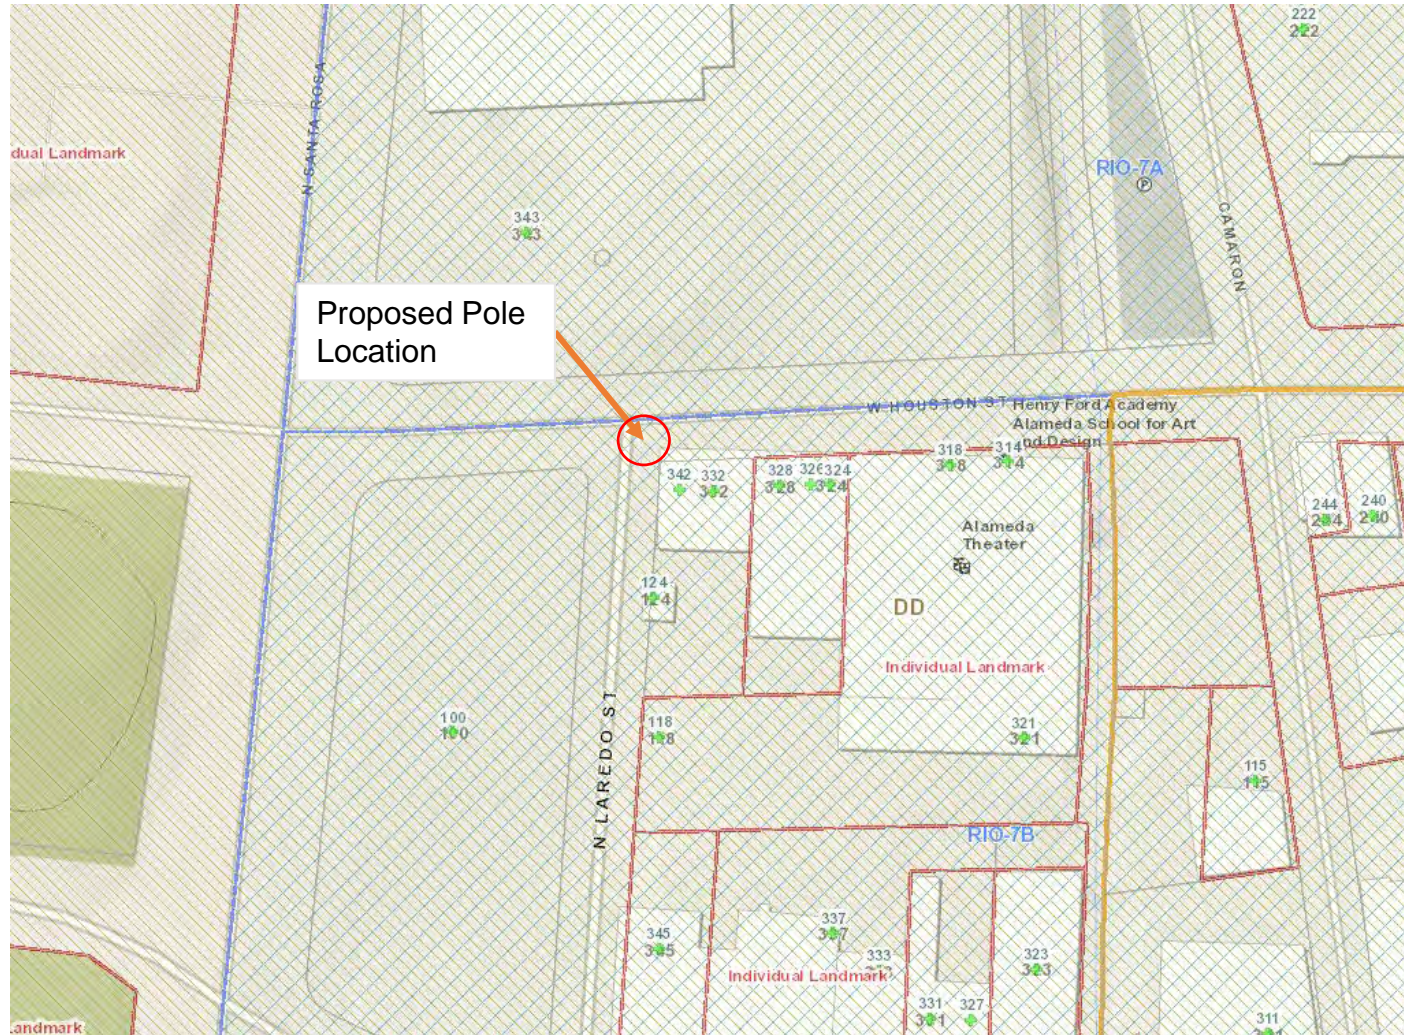 222
222
N SANTA ROSA
dual Landmark
RIO-7A
P
CAMARON
343
343
Proposed Pole
Location
W HOUSTON ST
Henry Ford Academy
Alameda School for Art
and Design
318
318
314
314
342
332
332
328
328
326
324
324
244
240
240
Alameda
Theater
124
124
DD
Individual Landmark
N LAREDO ST
100
100
118
118
321
321
115
115
RIO-7B
345
345
337
337
333
Individual Landmark
323
323
331
331
327
311
andmark